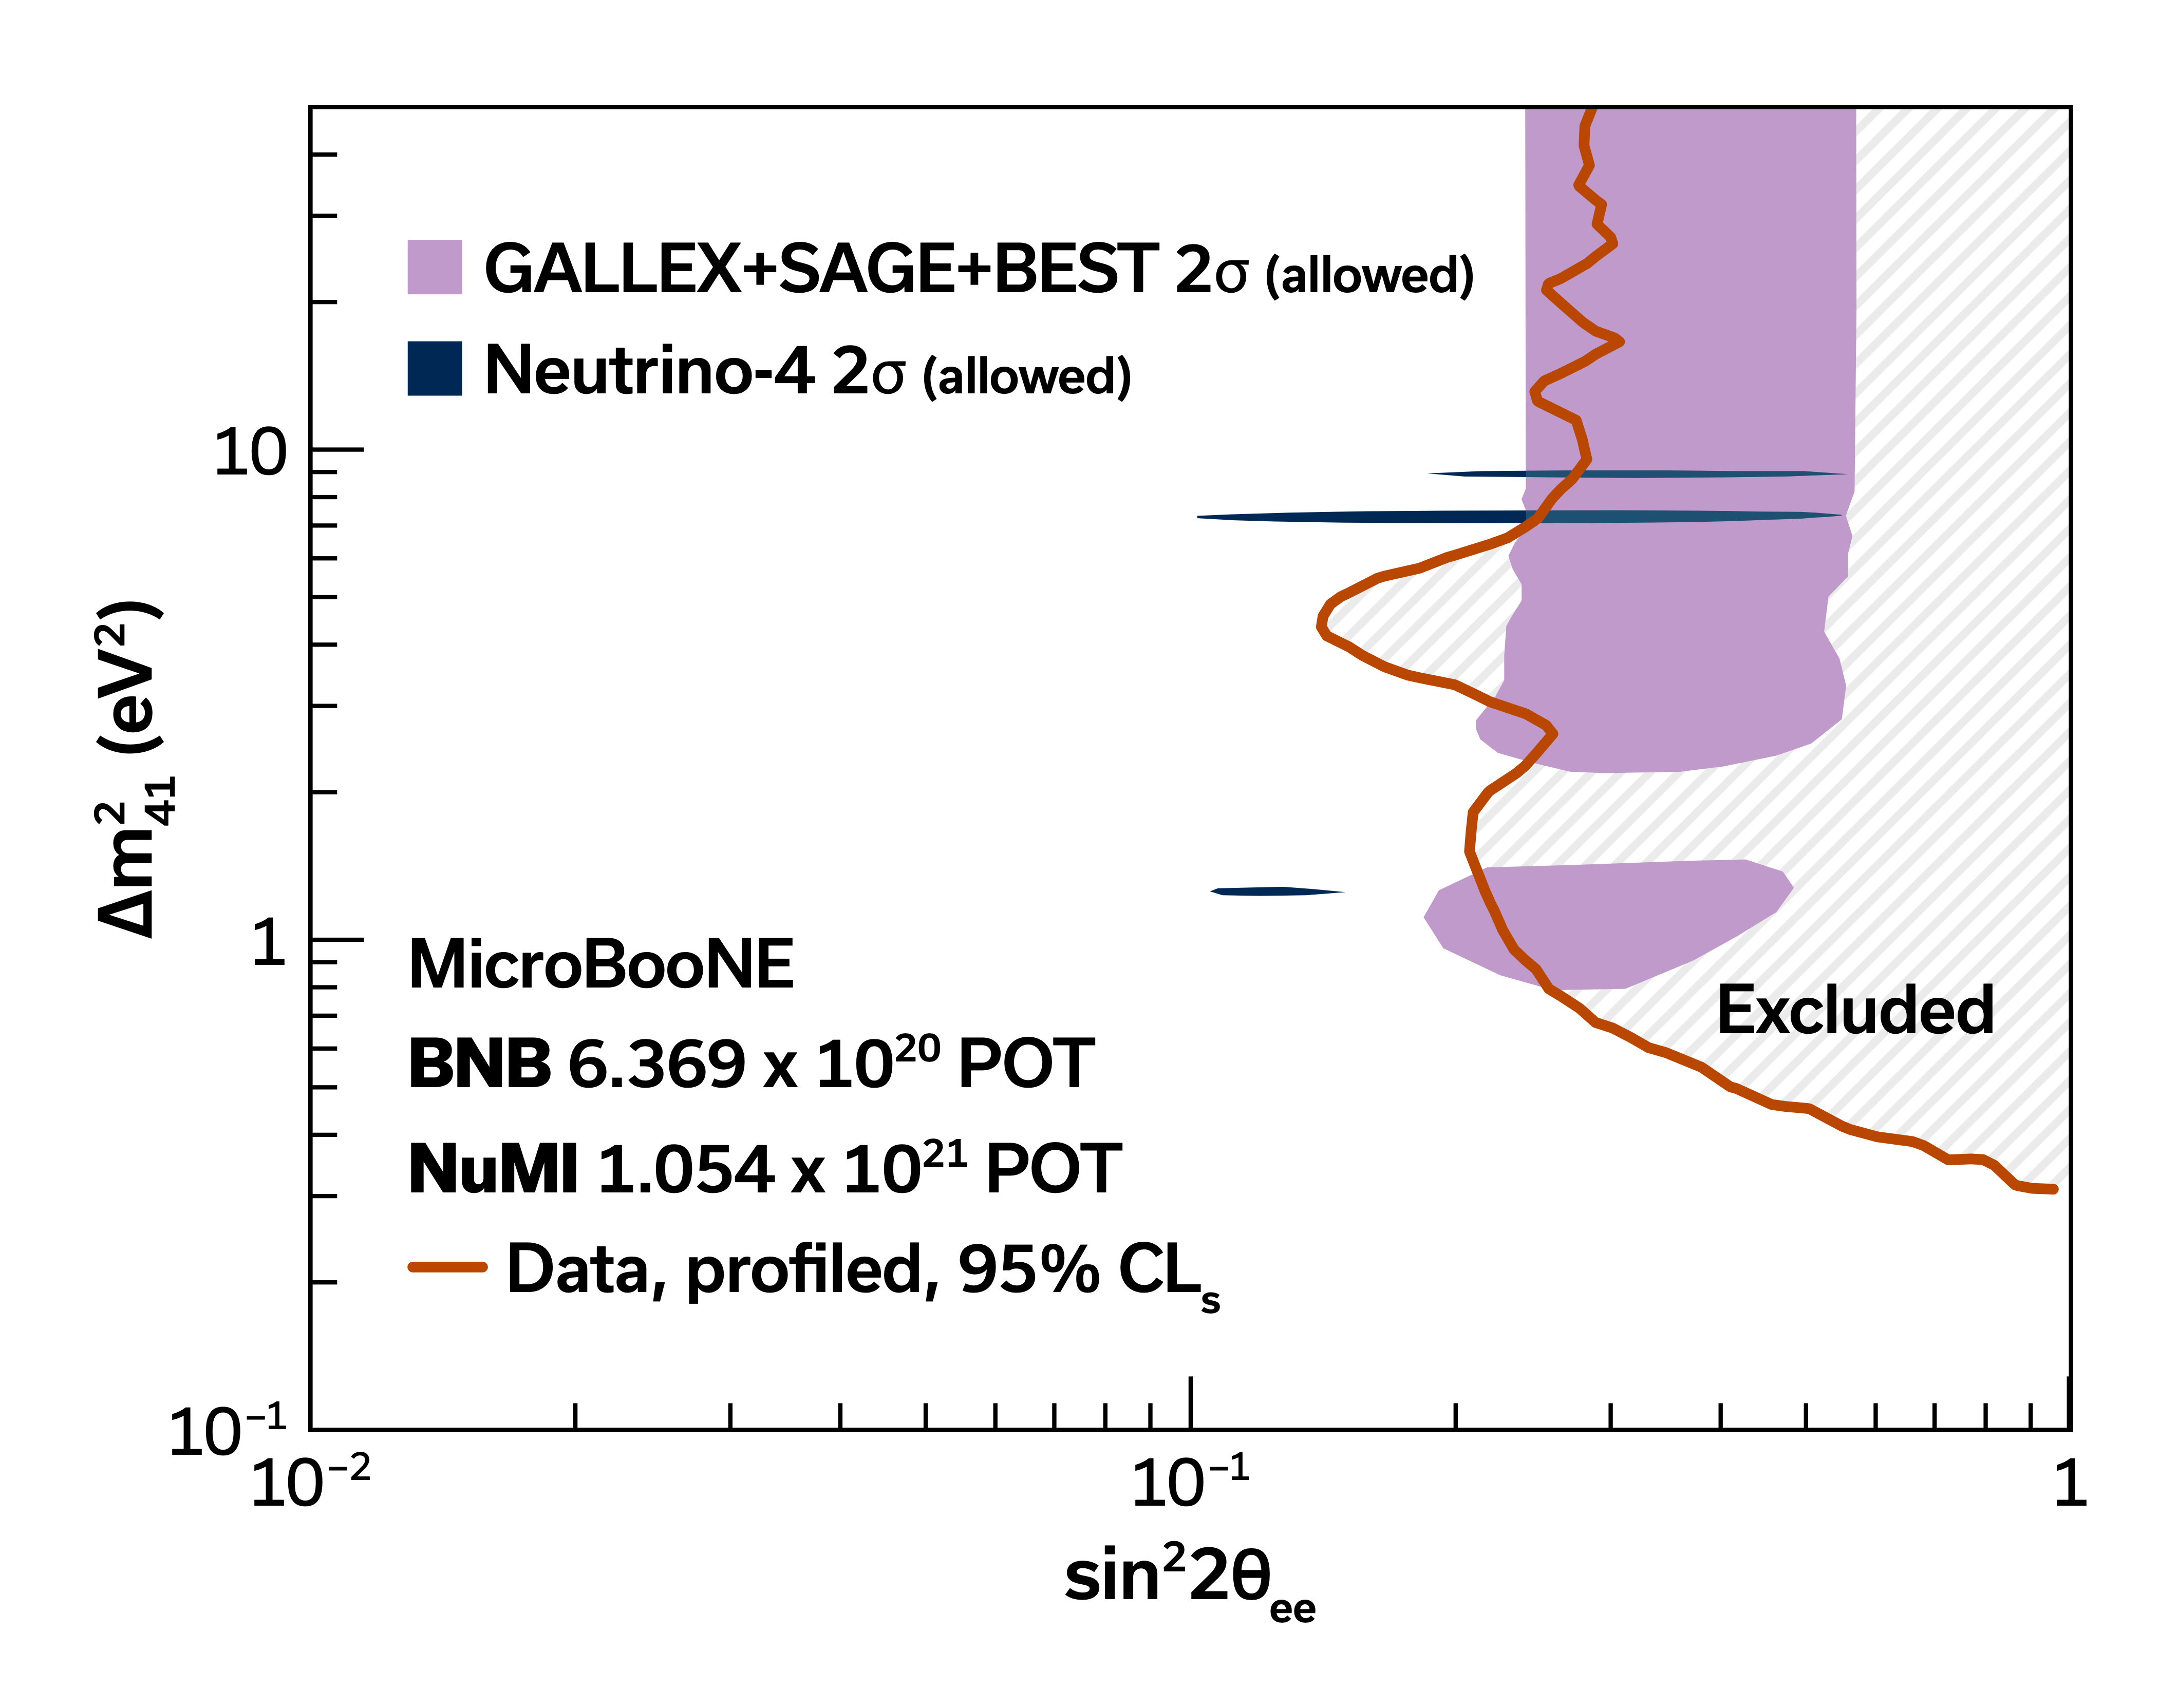 GALLEX+SAGE+BEST 2σ (allowed)
Neutrino-4 2σ (allowed)
10
Δm²₄₁ (eV²)
1
MicroBooNE
BNB 6.369 x 10²⁰ POT
Excluded
NuMI 1.054 x 10²¹ POT
Data, profiled, 95% CLₛ
10⁻¹
10⁻² 10⁻¹ 1
sin²2θₑₑ